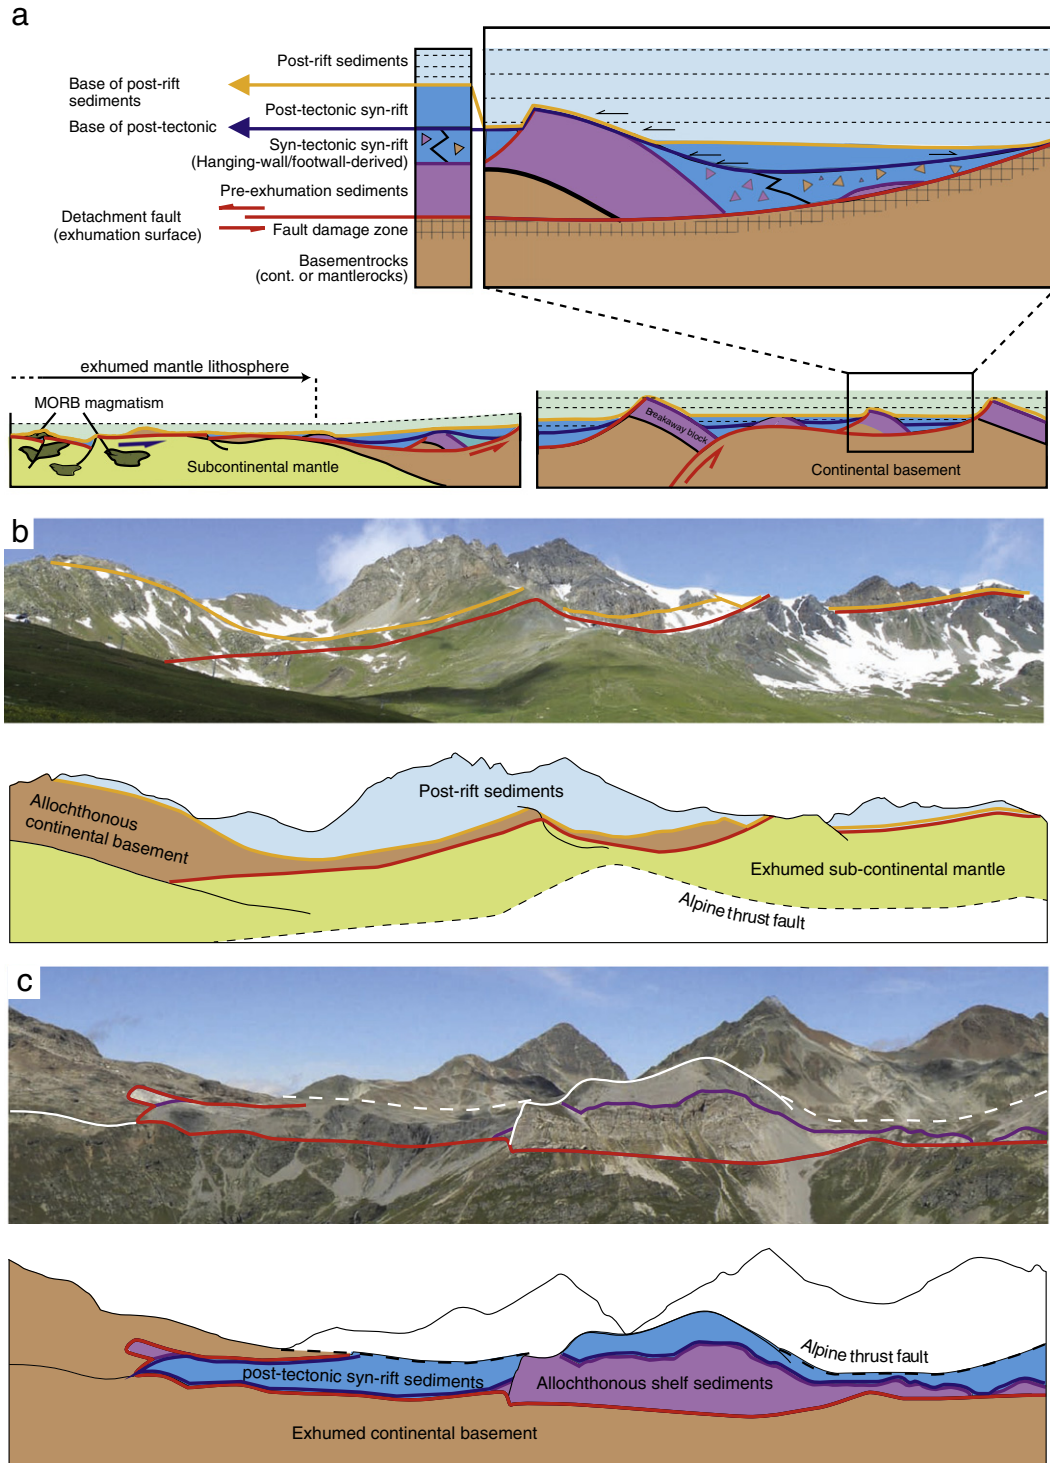 a
Post-rift sediments
Base of post-rift
sediments
Post-tectonic syn-rift
Base of post-tectonic
Syn-tectonic syn-rift
(Hanging-wall/footwall-derived)
Pre-exhumation sediments
Detachment fault
(exhumation surface)
Fault damage zone
Basementrocks
(cont. or mantlerocks)
exhumed mantle lithosphere
MORB magmatism
Subcontinental mantle
Breakaway block
Continental basement
b
Post-rift sediments
Allochthonous
continental basement
Exhumed sub-continental mantle
Alpine thrust fault
c
Alpine thrust fault
post-tectonic syn-rift sediments
Allochthonous shelf sediments
Exhumed continental basement